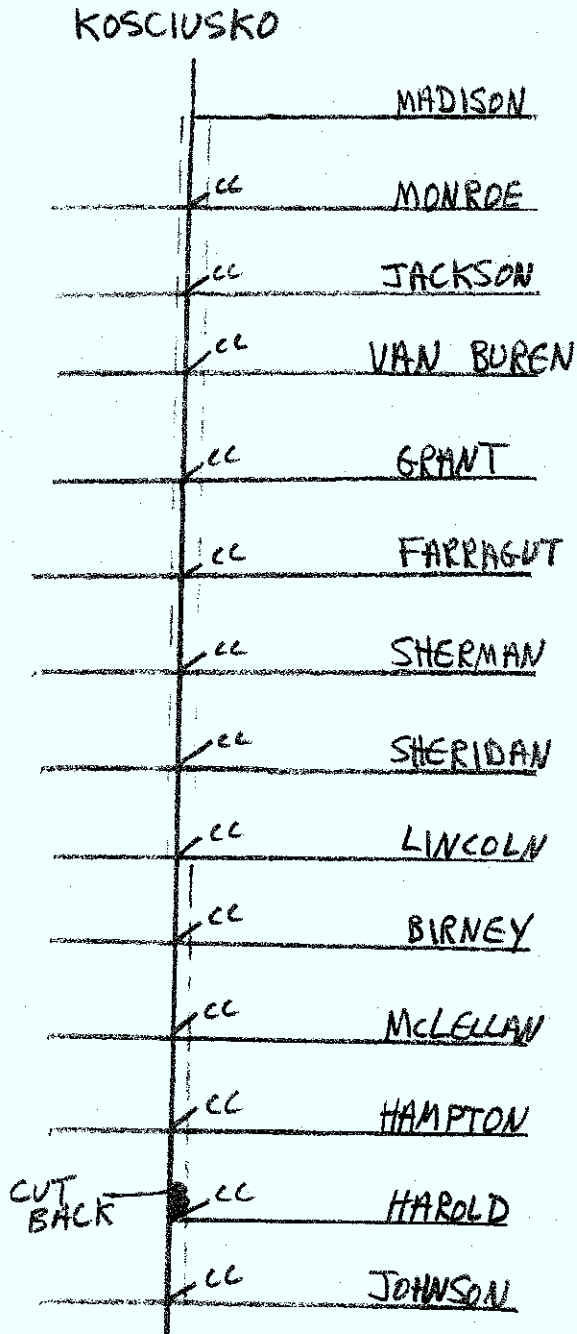 KOSCIUSKO
MADISON
CC
MONROE
CC
JACKSON
CC
VAN BUREN
CC
GRANT
CC
FARRAGUT
CC
SHERMAN
CC
SHERIDAN
CC
LINCOLN
CC
BIRNEY
CC
McLELLAN
CC
HAMPTON
CUT
BACK
CC
HAROLD
CC
JOHNSON